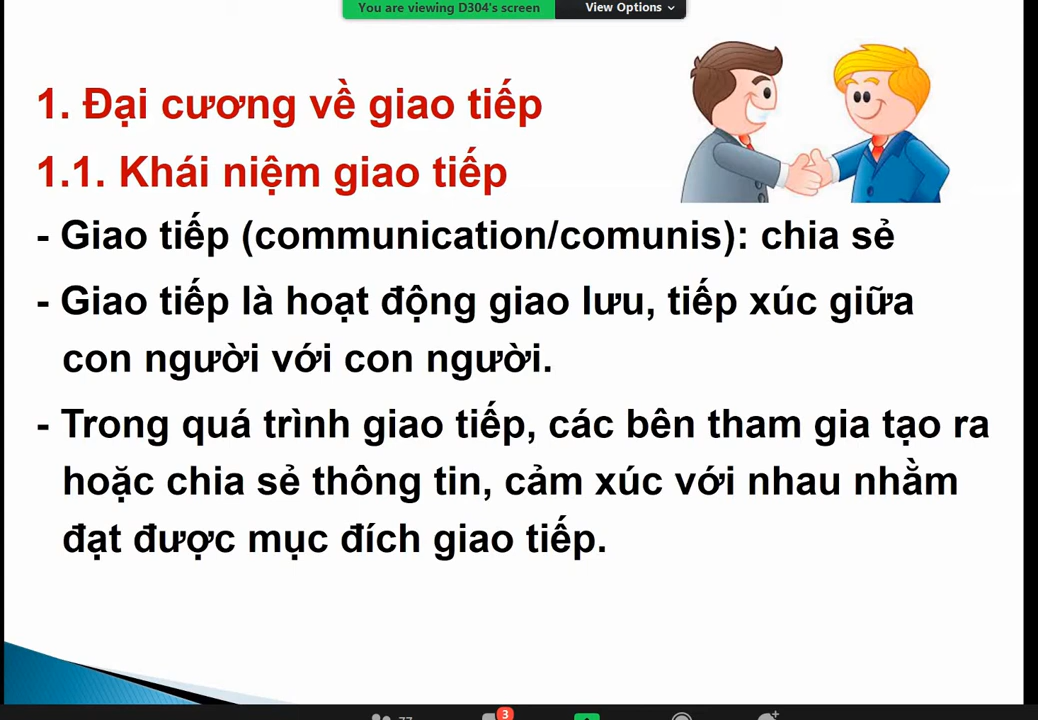 You are viewing D304's screen
View Options
1. Đại cương về giao tiếp
1.1. Khái niệm giao tiếp
- Giao tiếp (communication/comunis): chia sẻ
- Giao tiếp là hoạt động giao lưu, tiếp xúc giữa
con người với con người.
- Trong quá trình giao tiếp, các bên tham gia tạo ra
hoặc chia sẻ thông tin, cảm xúc với nhau nhằm
đạt được mục đích giao tiếp.
3